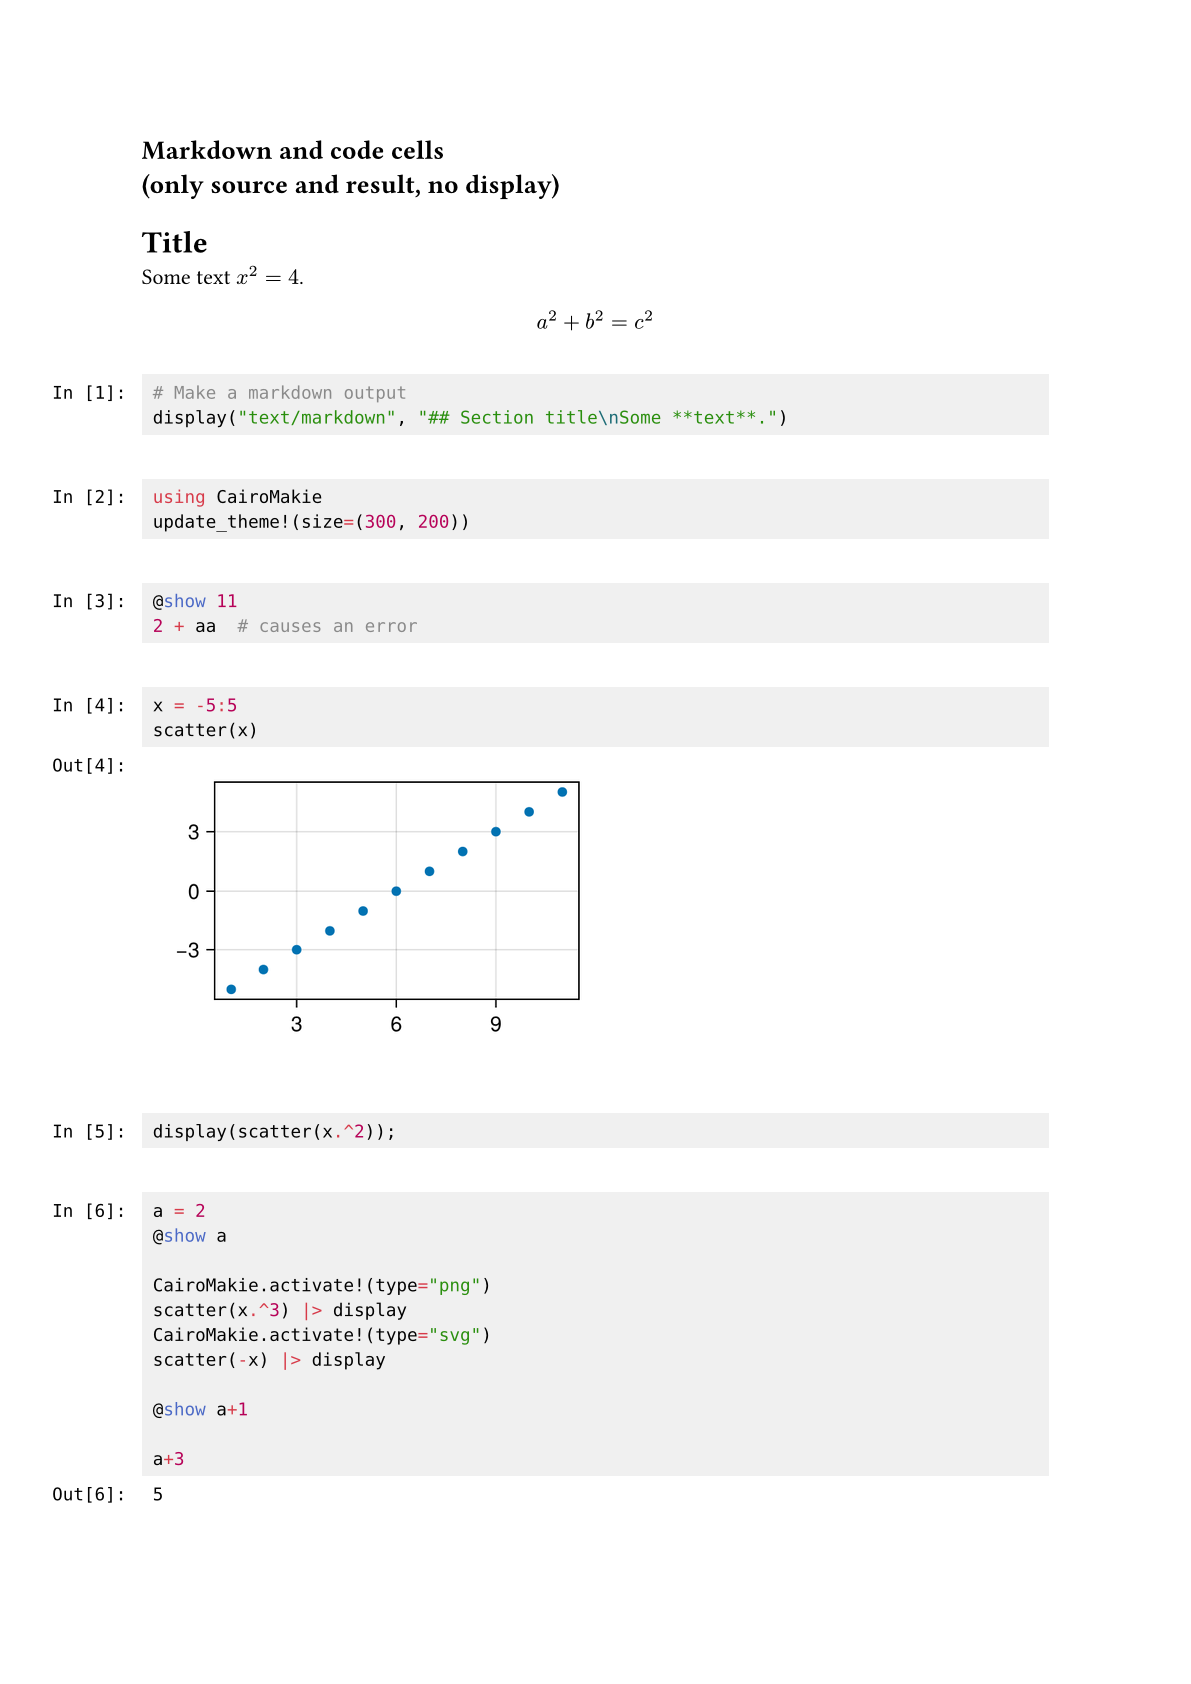 Markdown and code cells
(only source and result, no display)
Title
Some text x² = 4.
a² + b² = c²
In [1]: # Make a markdown output
display("text/markdown", "## Section title\nSome **text**.")
In [2]: using CairoMakie
update_theme!(size=(300, 200))
In [3]: @show 11
2 + aa  # causes an error
In [4]: x = -5:5
scatter(x)
Out[4]:
3
0
−3
3 6 9
In [5]: display(scatter(x.^2));
In [6]: a = 2
@show a
CairoMakie.activate!(type="png")
scatter(x.^3) |> display
CairoMakie.activate!(type="svg")
scatter(-x) |> display
@show a+1
a+3
Out[6]: 5